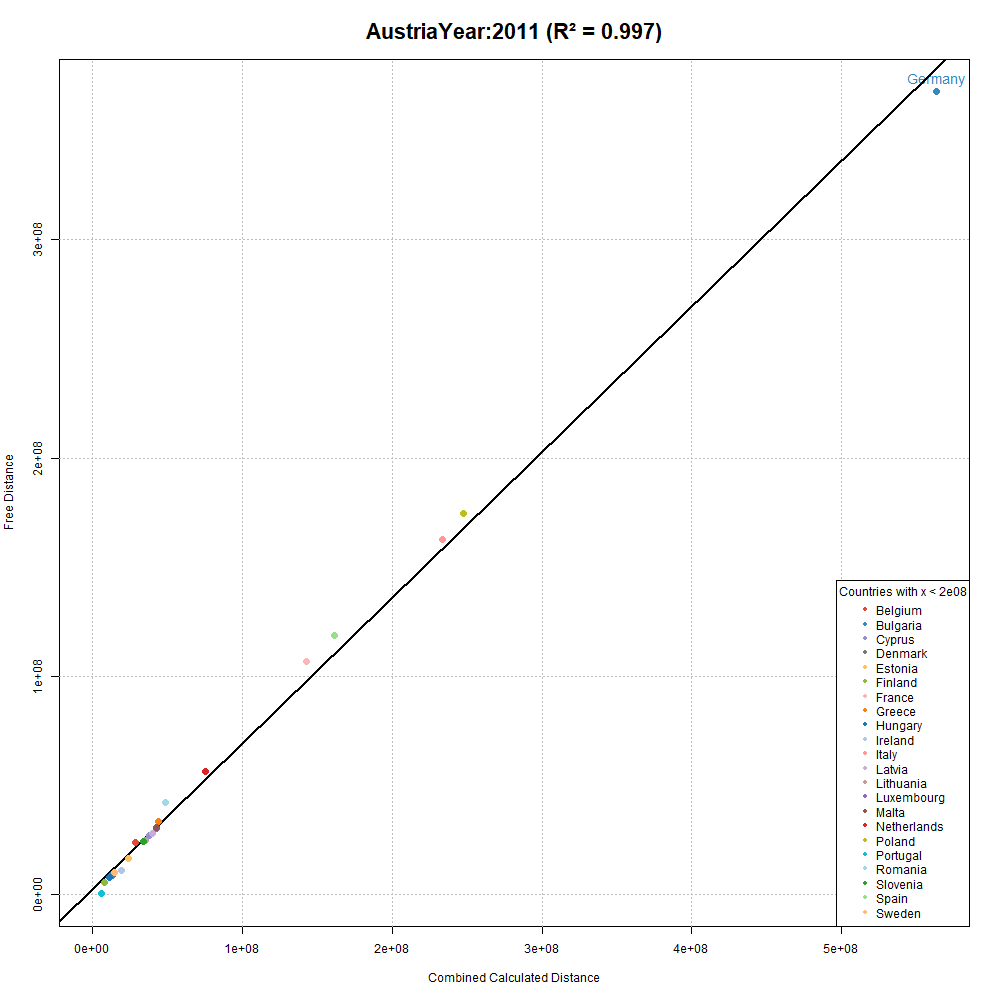 AustriaYear:2011 (R² = 0.997)
Germany
3e+08
2e+08
1e+08
0e+00
Free Distance
Countries with x < 2e08
Belgium
Bulgaria
Cyprus
Denmark
Estonia
Finland
France
Greece
Hungary
Ireland
Italy
Latvia
Lithuania
Luxembourg
Malta
Netherlands
Poland
Portugal
Romania
Slovenia
Spain
Sweden
0e+00 1e+08 2e+08 3e+08 4e+08 5e+08
Combined Calculated Distance